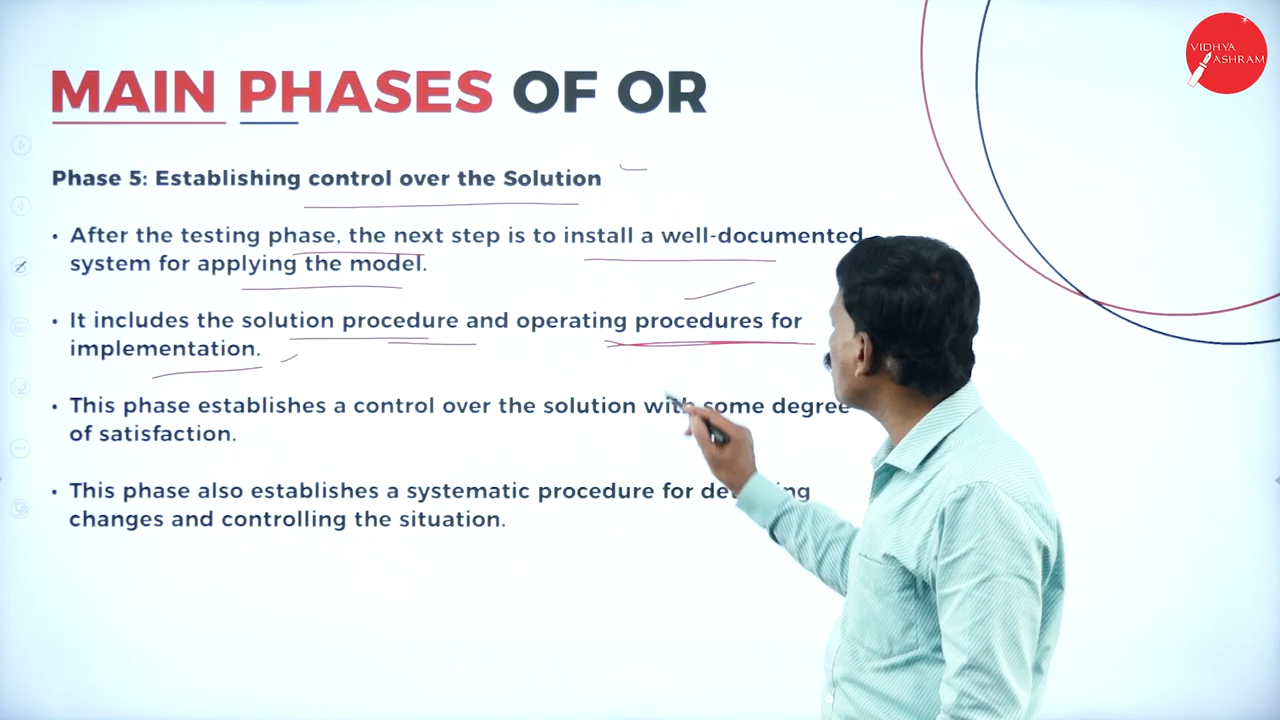 VIDHYA
ASHRAM
MAIN PHASES OF OR
Phase 5: Establishing control over the Solution
• After the testing phase, the next step is to install a well-documented
system for applying the model.
• It includes the solution procedure and operating procedures for
implementation.
• This phase establishes a control over the solution with some degree
of satisfaction.
• This phase also establishes a systematic procedure for
changes and controlling the situation.